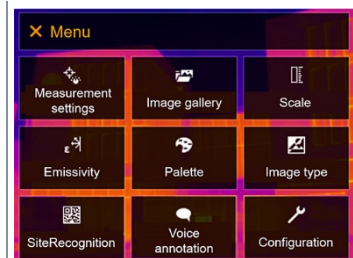 Menu
Measurement
settings
Image gallery
Scale
Emissivity
Palette
Image type
SiteRecognition
Voice
annotation
Configuration